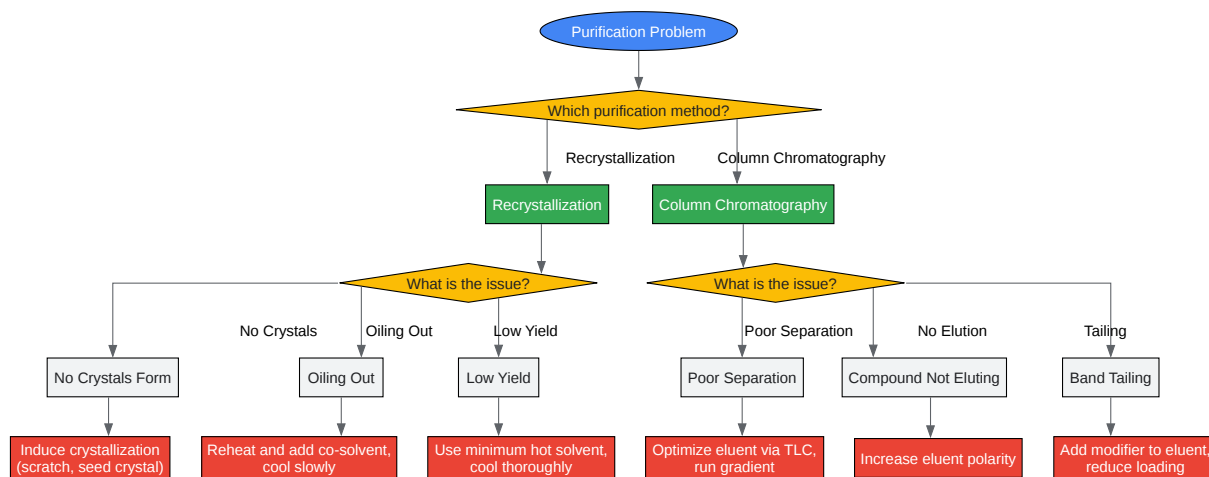 Purification Problem
Which purification method?
Recrystallization
Column Chromatography
Recrystallization
Column Chromatography
What is the issue?
What is the issue?
No Crystals
Oiling Out
Low Yield
Poor Separation
No Elution
Tailing
No Crystals Form
Oiling Out
Low Yield
Poor Separation
Compound Not Eluting
Band Tailing
Induce crystallization
(scratch, seed crystal)
Reheat and add co-solvent,
cool slowly
Use minimum hot solvent,
cool thoroughly
Optimize eluent via TLC,
run gradient
Increase eluent polarity
Add modifier to eluent,
reduce loading